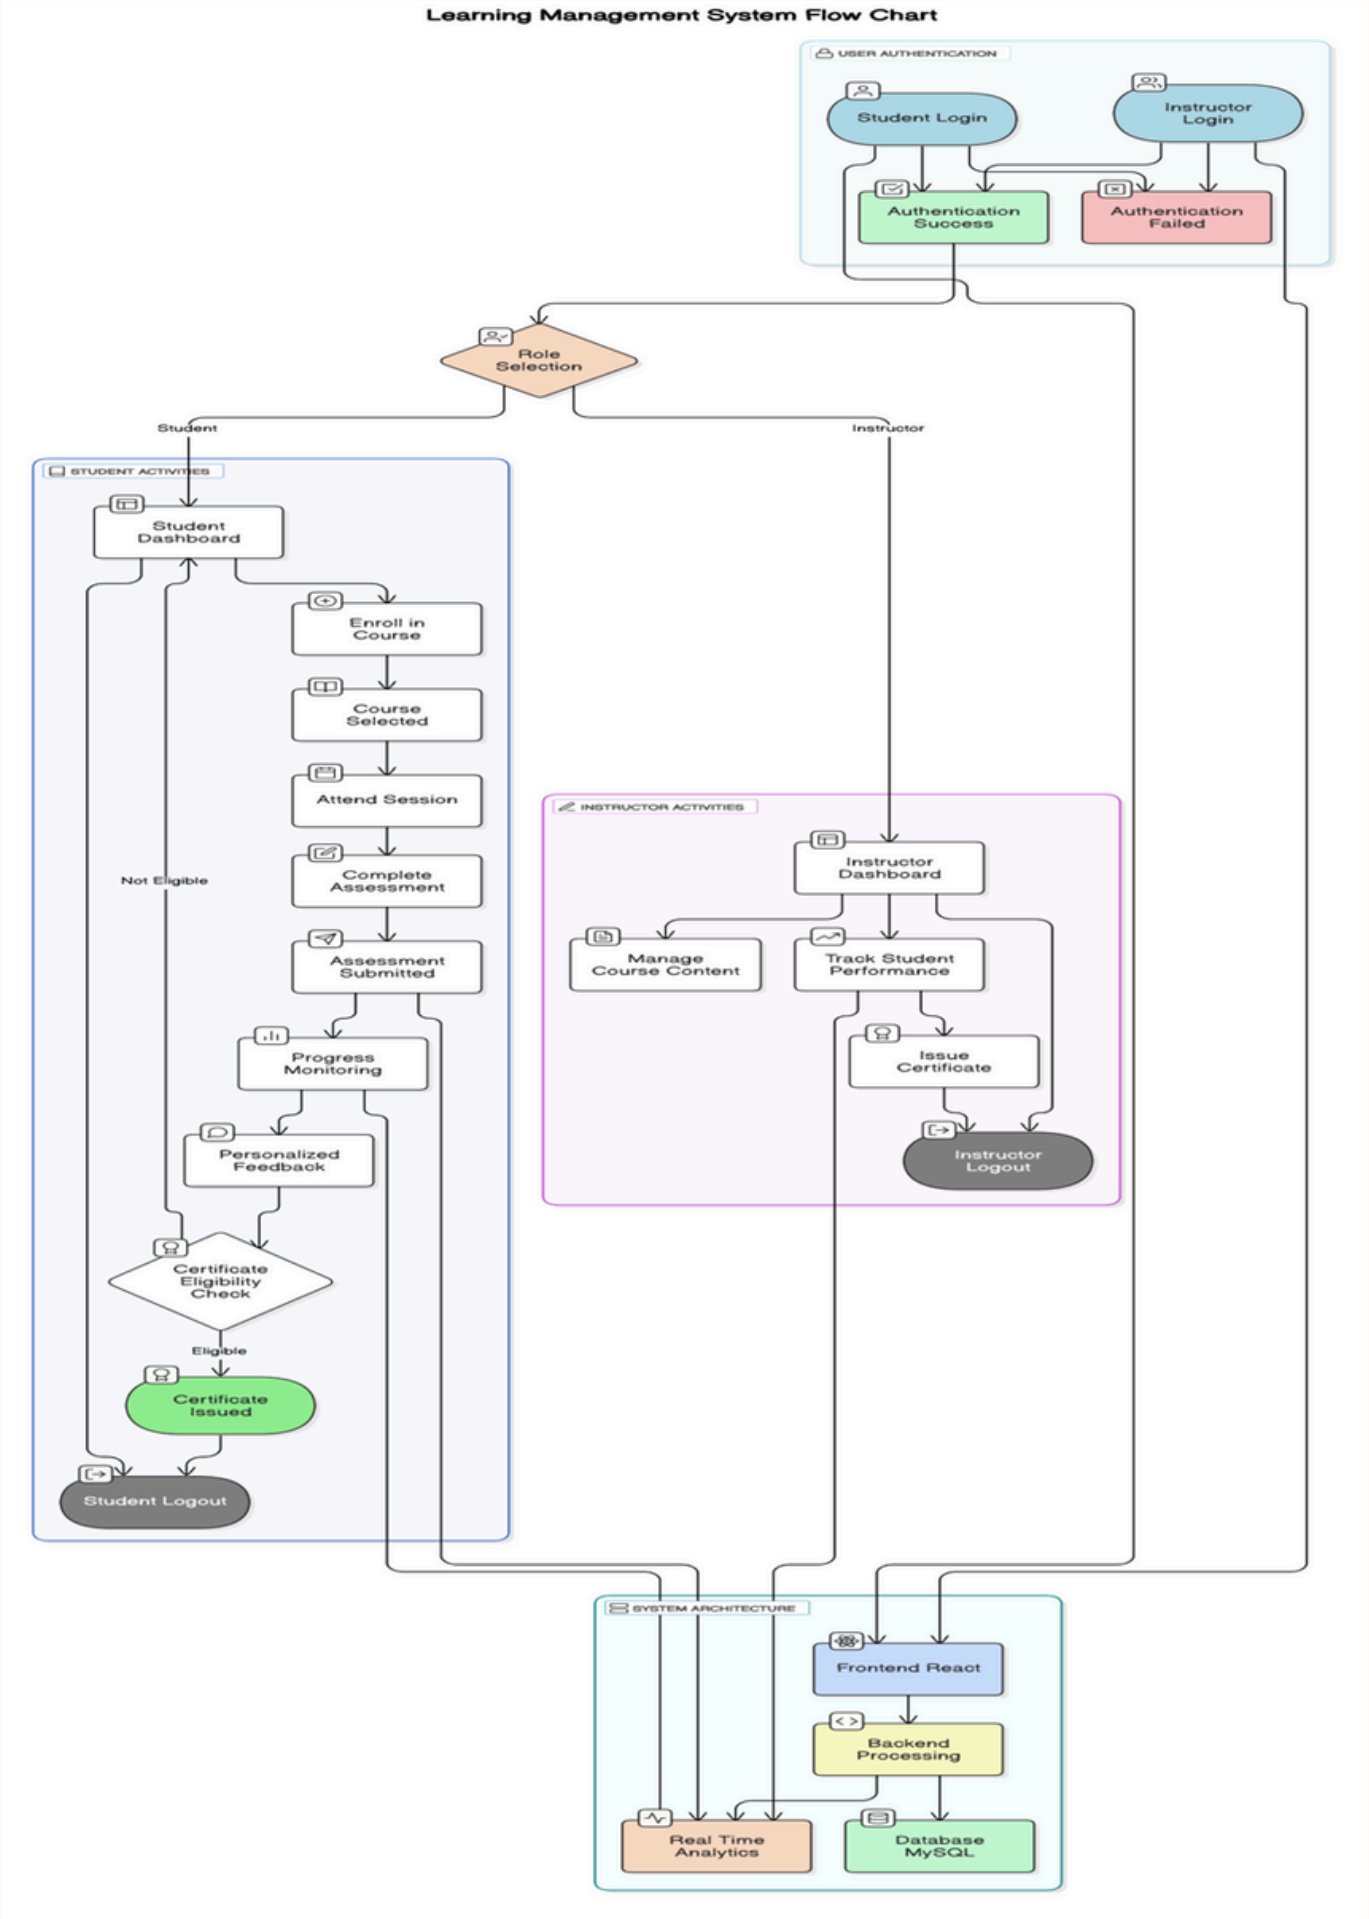 Learning Management System Flow Chart
USER AUTHENTICATION
Student Login
Instructor
Login
Authentication
Success
Authentication
Failed
Role
Selection
Student
Instructor
STUDENT ACTIVITIES
Student
Dashboard
Enroll in
Course
Course
Selected
Attend Session
Complete
Assessment
Not Eligible
Assessment
Submitted
Progress
Monitoring
Personalized
Feedback
Certificate
Eligibility
Check
Eligible
Certificate
Issued
Student Logout
INSTRUCTOR ACTIVITIES
Instructor
Dashboard
Manage
Course Content
Track Student
Performance
Issue
Certificate
Instructor
Logout
SYSTEM ARCHITECTURE
Frontend React
Backend
Processing
Real Time
Analytics
Database
MySQL